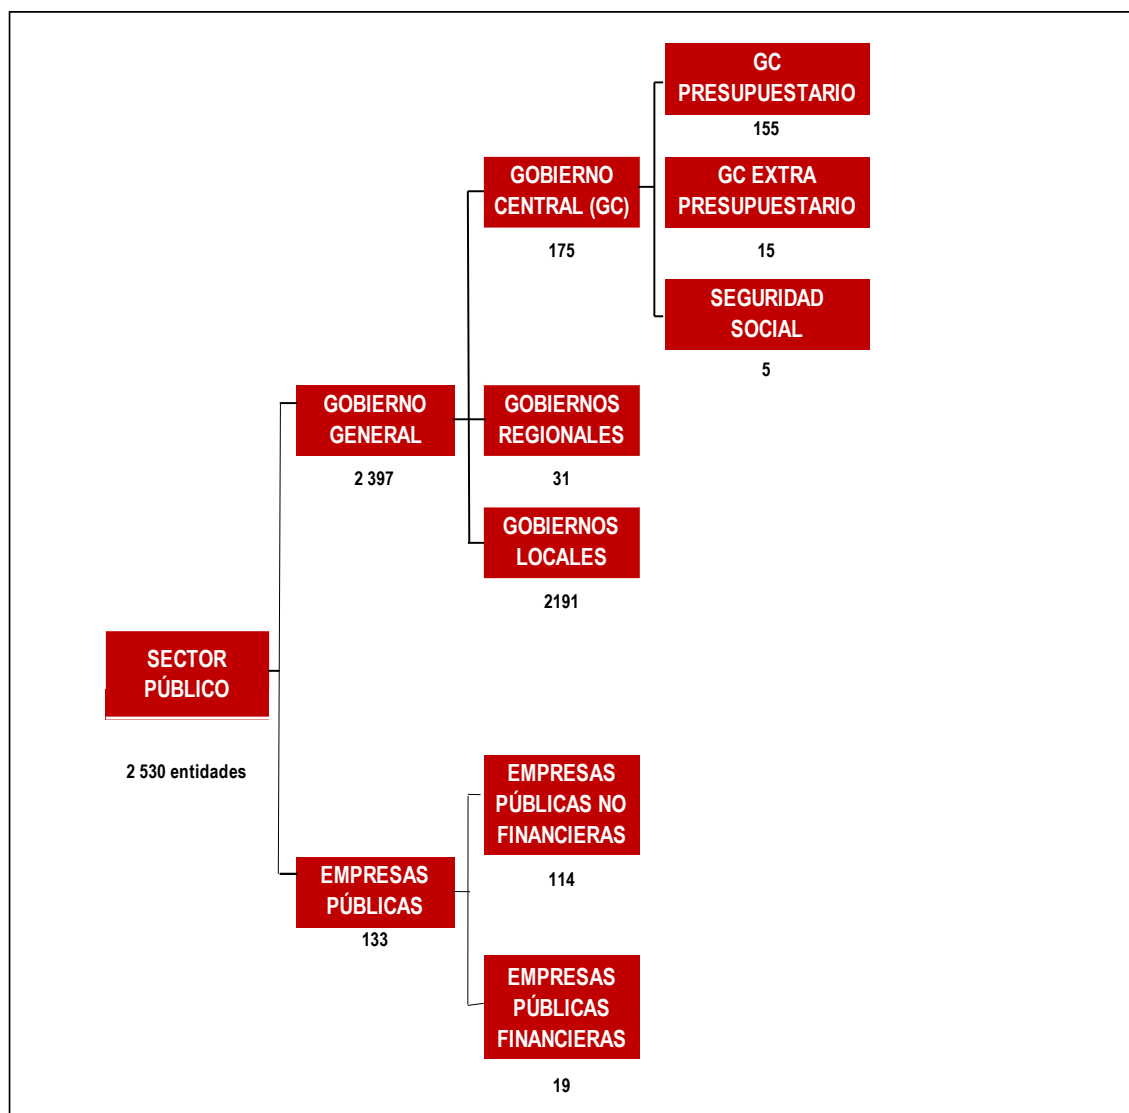 GC
PRESUPUESTARIO
155
GOBIERNO
CENTRAL (GC)
175
GC EXTRA
PRESUPUESTARIO
15
SEGURIDAD
SOCIAL
5
GOBIERNO
GENERAL
2 397
GOBIERNOS
REGIONALES
31
GOBIERNOS
LOCALES
2191
SECTOR
PÚBLICO
2 530 entidades
EMPRESAS
PÚBLICAS NO
FINANCIERAS
114
EMPRESAS
PÚBLICAS
133
EMPRESAS
PÚBLICAS
FINANCIERAS
19